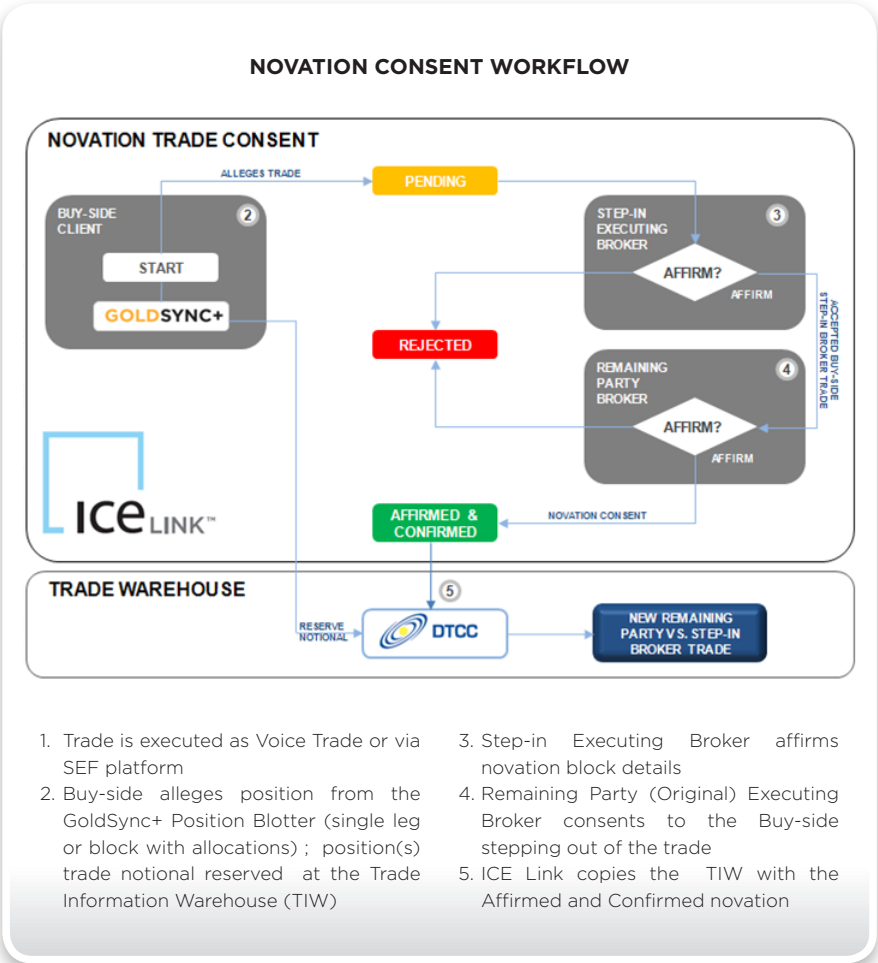 NOVATION CONSENT WORKFLOW
NOVATION TRADE CONSENT
ALLEGES TRADE
PENDING
BUY-SIDE
CLIENT
2
START
GOLDSYNC+
STEP-IN
EXECUTING
BROKER
3
AFFIRM?
AFFIRM
ACCEPTED BUY-SIDE
STEP-IN BROKER TRADE
REJECTED
REMAINING
PARTY
BROKER
4
AFFIRM?
AFFIRM
ice LINK™
AFFIRMED &
CONFIRMED
NOVATION CONSENT
TRADE WAREHOUSE
5
RESERVE
NOTIONAL
DTCC
NEW REMAINING
PARTY VS. STEP-IN
BROKER TRADE
1. Trade is executed as Voice Trade or via
SEF platform
2. Buy-side alleges position from the
GoldSync+ Position Blotter (single leg
or block with allocations) ; position(s)
trade notional reserved at the Trade
Information Warehouse (TIW)
3. Step-in Executing Broker affirms
novation block details
4. Remaining Party (Original) Executing
Broker consents to the Buy-side
stepping out of the trade
5. ICE Link copies the TIW with the
Affirmed and Confirmed novation